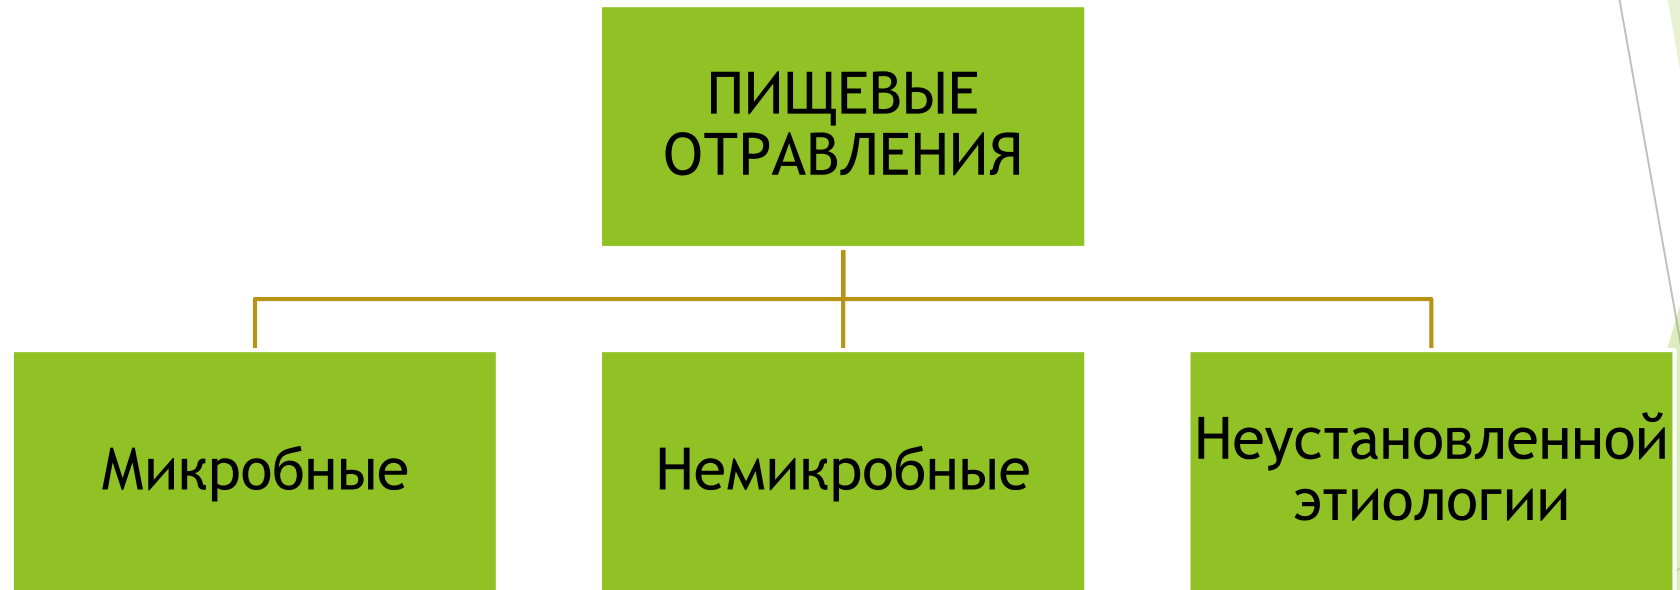 ПИЩЕВЫЕ
ОТРАВЛЕНИЯ
Микробные
Немикробные
Неустановленной
этиологии